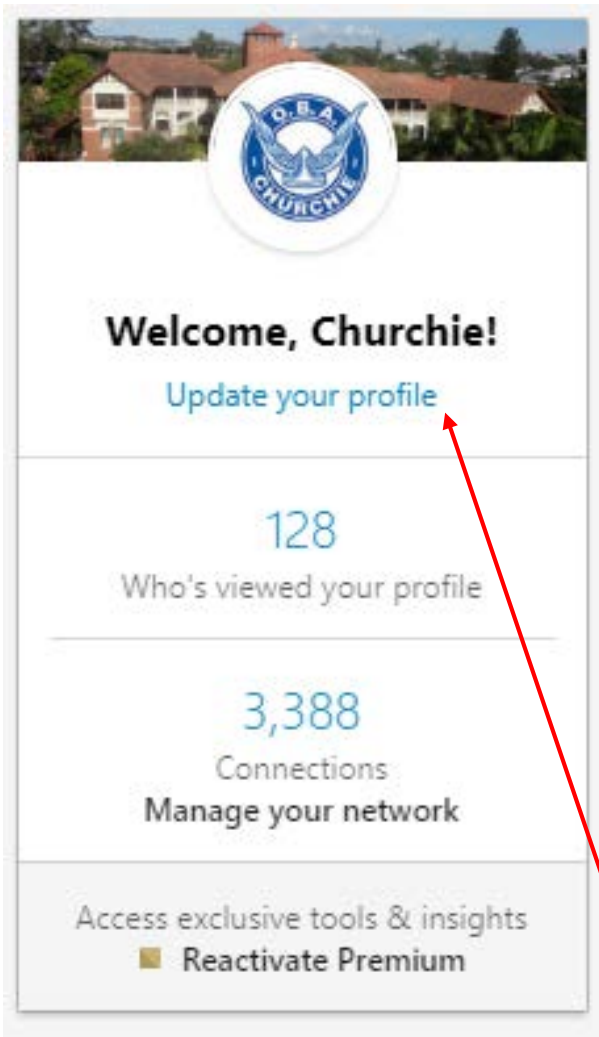 O.B.A.
CHURCHIE
Welcome, Churchie!
Update your profile
128
Who's viewed your profile
3,388
Connections
Manage your network
Access exclusive tools & insights
Reactivate Premium